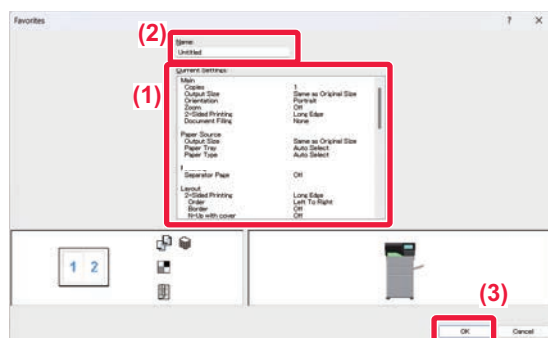 Favorites ? X
(2)
Name:
Untitled
(1)
Current Settings:
Main
Copies 1
Output Size Same as Original Size
Orientation Portrait
Zoom Off
2-Sided Printing Long Edge
Document Filing None
Paper Source
Output Size Same as Original Size
Paper Tray Auto Select
Paper Type Auto Select
Separator Page Off
Layout
2-Sided Printing Long Edge
Order Left To Right
Border Off
N-Up with cover Off
1 2
(3)
OK Cancel